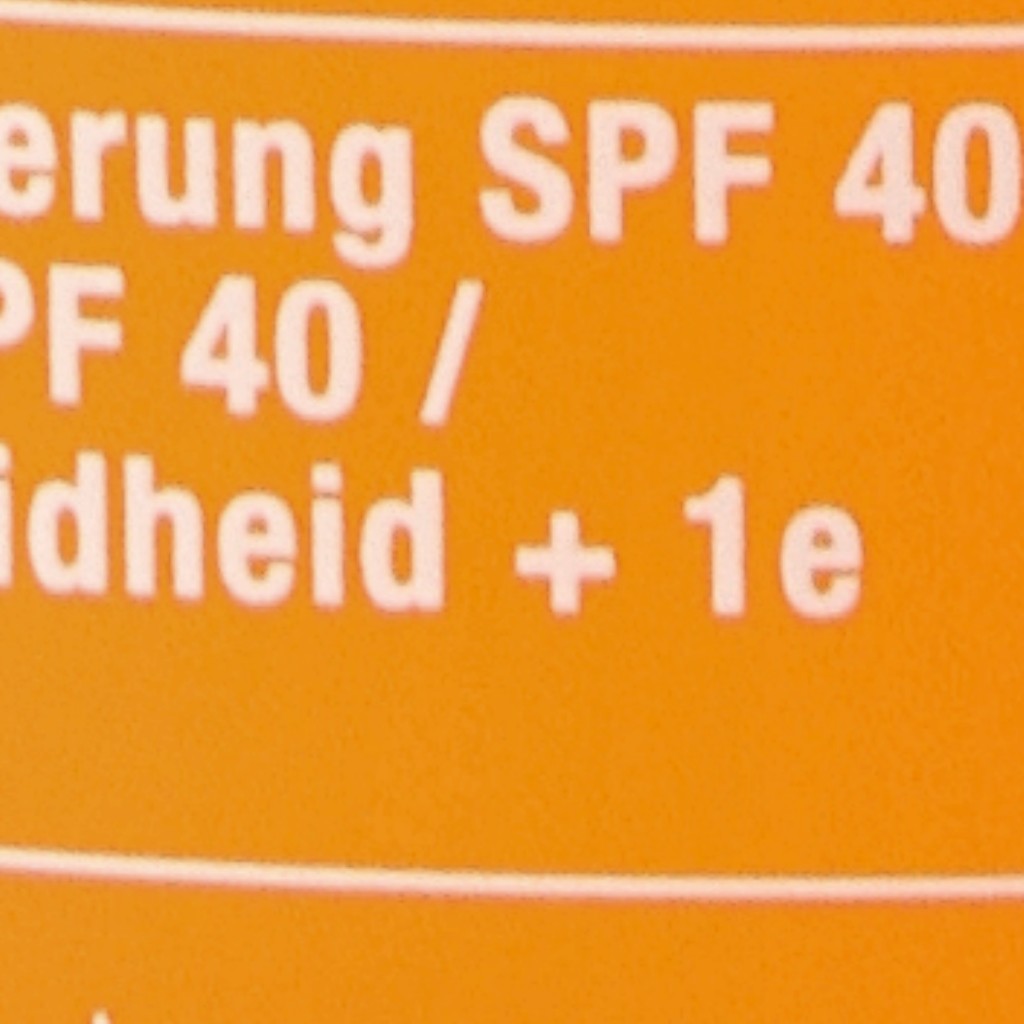 erung SPF 40
PF 40 /
idheid + 1e